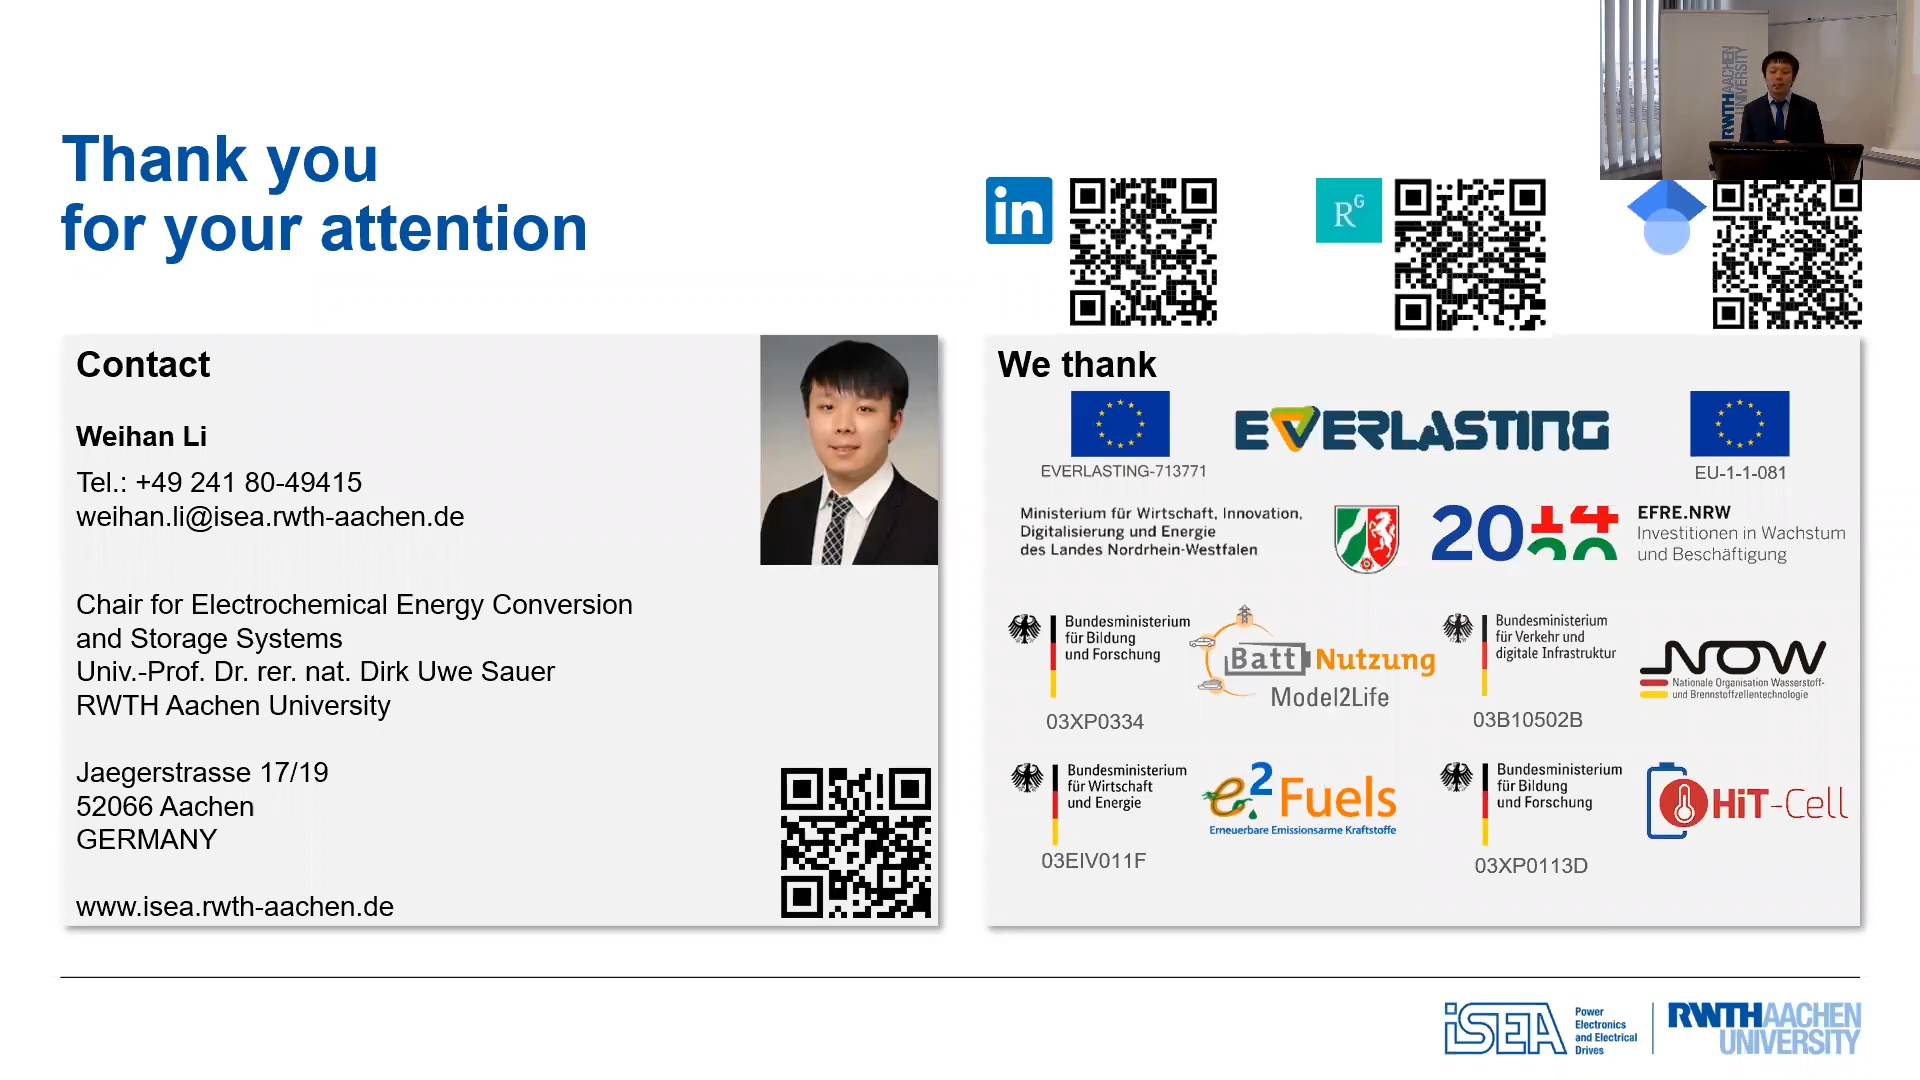 Thank you
for your attention
in
RG
RWTHAACHEN
UNIVERSITY
Contact
Weihan Li
Tel.: +49 241 80-49415
weihan.li@isea.rwth-aachen.de
Chair for Electrochemical Energy Conversion
and Storage Systems
Univ.-Prof. Dr. rer. nat. Dirk Uwe Sauer
RWTH Aachen University
Jaegerstrasse 17/19
52066 Aachen
GERMANY
www.isea.rwth-aachen.de
We thank
EVERLASTING
EVERLASTING-713771
EU-1-1-081
Ministerium für Wirtschaft, Innovation,
Digitalisierung und Energie
des Landes Nordrhein-Westfalen
2014
20
EFRE.NRW
Investitionen in Wachstum
und Beschäftigung
Bundesministerium
für Bildung
und Forschung
03XP0334
BattNutzung
Model2Life
Bundesministerium
für Verkehr und
digitale Infrastruktur
03B10502B
NOW
Nationale Organisation Wasserstoff-
und Brennstoffzellentechnologie
Bundesministerium
für Wirtschaft
und Energie
03EIV011F
e2Fuels
Erneuerbare Emissionsarme Kraftstoffe
Bundesministerium
für Bildung
und Forschung
03XP0113D
HiT-Cell
iSEA
Power
Electronics
and Electrical
Drives
RWTHAACHEN
UNIVERSITY